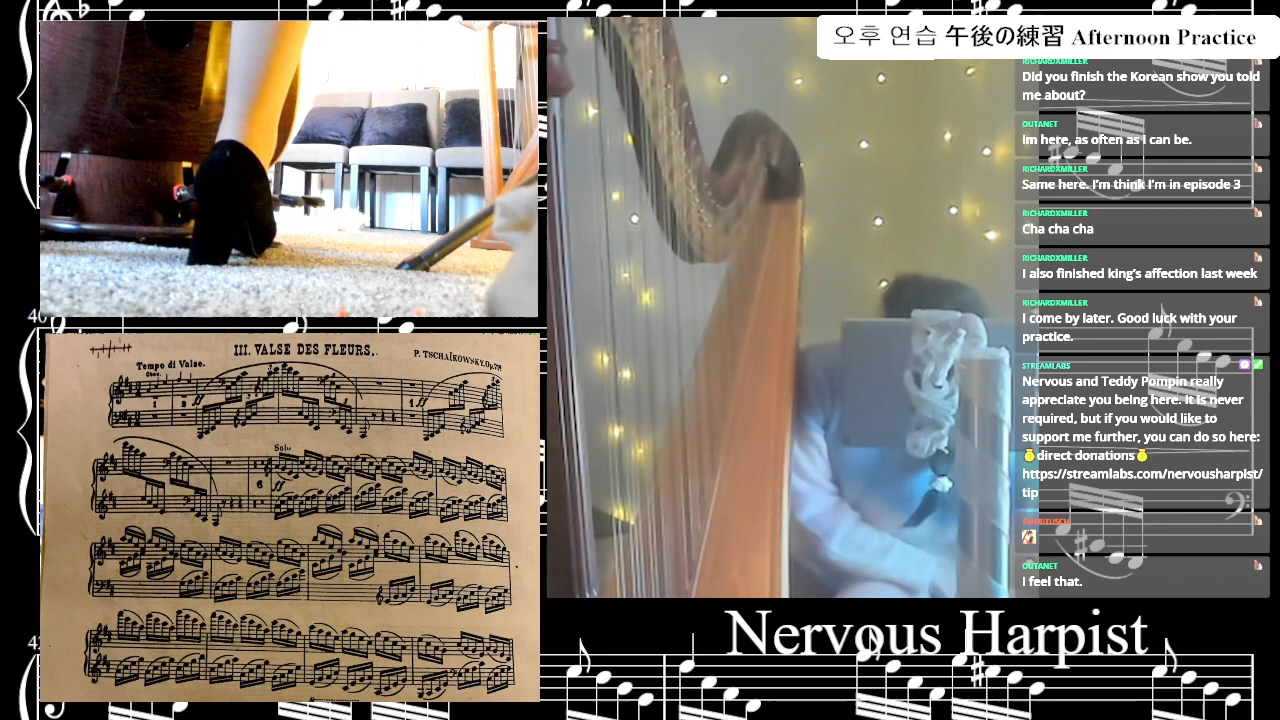 오후 연습 午後の練習 Afternoon Practice
RICHARDXMILLER
Did you finish the Korean show you told
me about?
OUTANET
Im here, as often as I can be.
RICHARDXMILLER
Same here. I'm think I'm in episode 3
RICHARDXMILLER
Cha cha cha
RICHARDXMILLER
I also finished king's affection last week
RICHARDXMILLER
I come by later. Good luck with your
practice.
STREAMLABS
Nervous and Teddy Pompin really
appreciate you being here. It is never
required, but if you would like to
support me further, you can do so here:
💰direct donations💰
https://streamlabs.com/nervousharpist/
tip
OUTANET
I feel that.
III. VALSE DES FLEURS.
P. TSCHAÏKOWSKY, Op.
Tempo di Valse.
1
2
1
Solo
6
Nervous Harpist